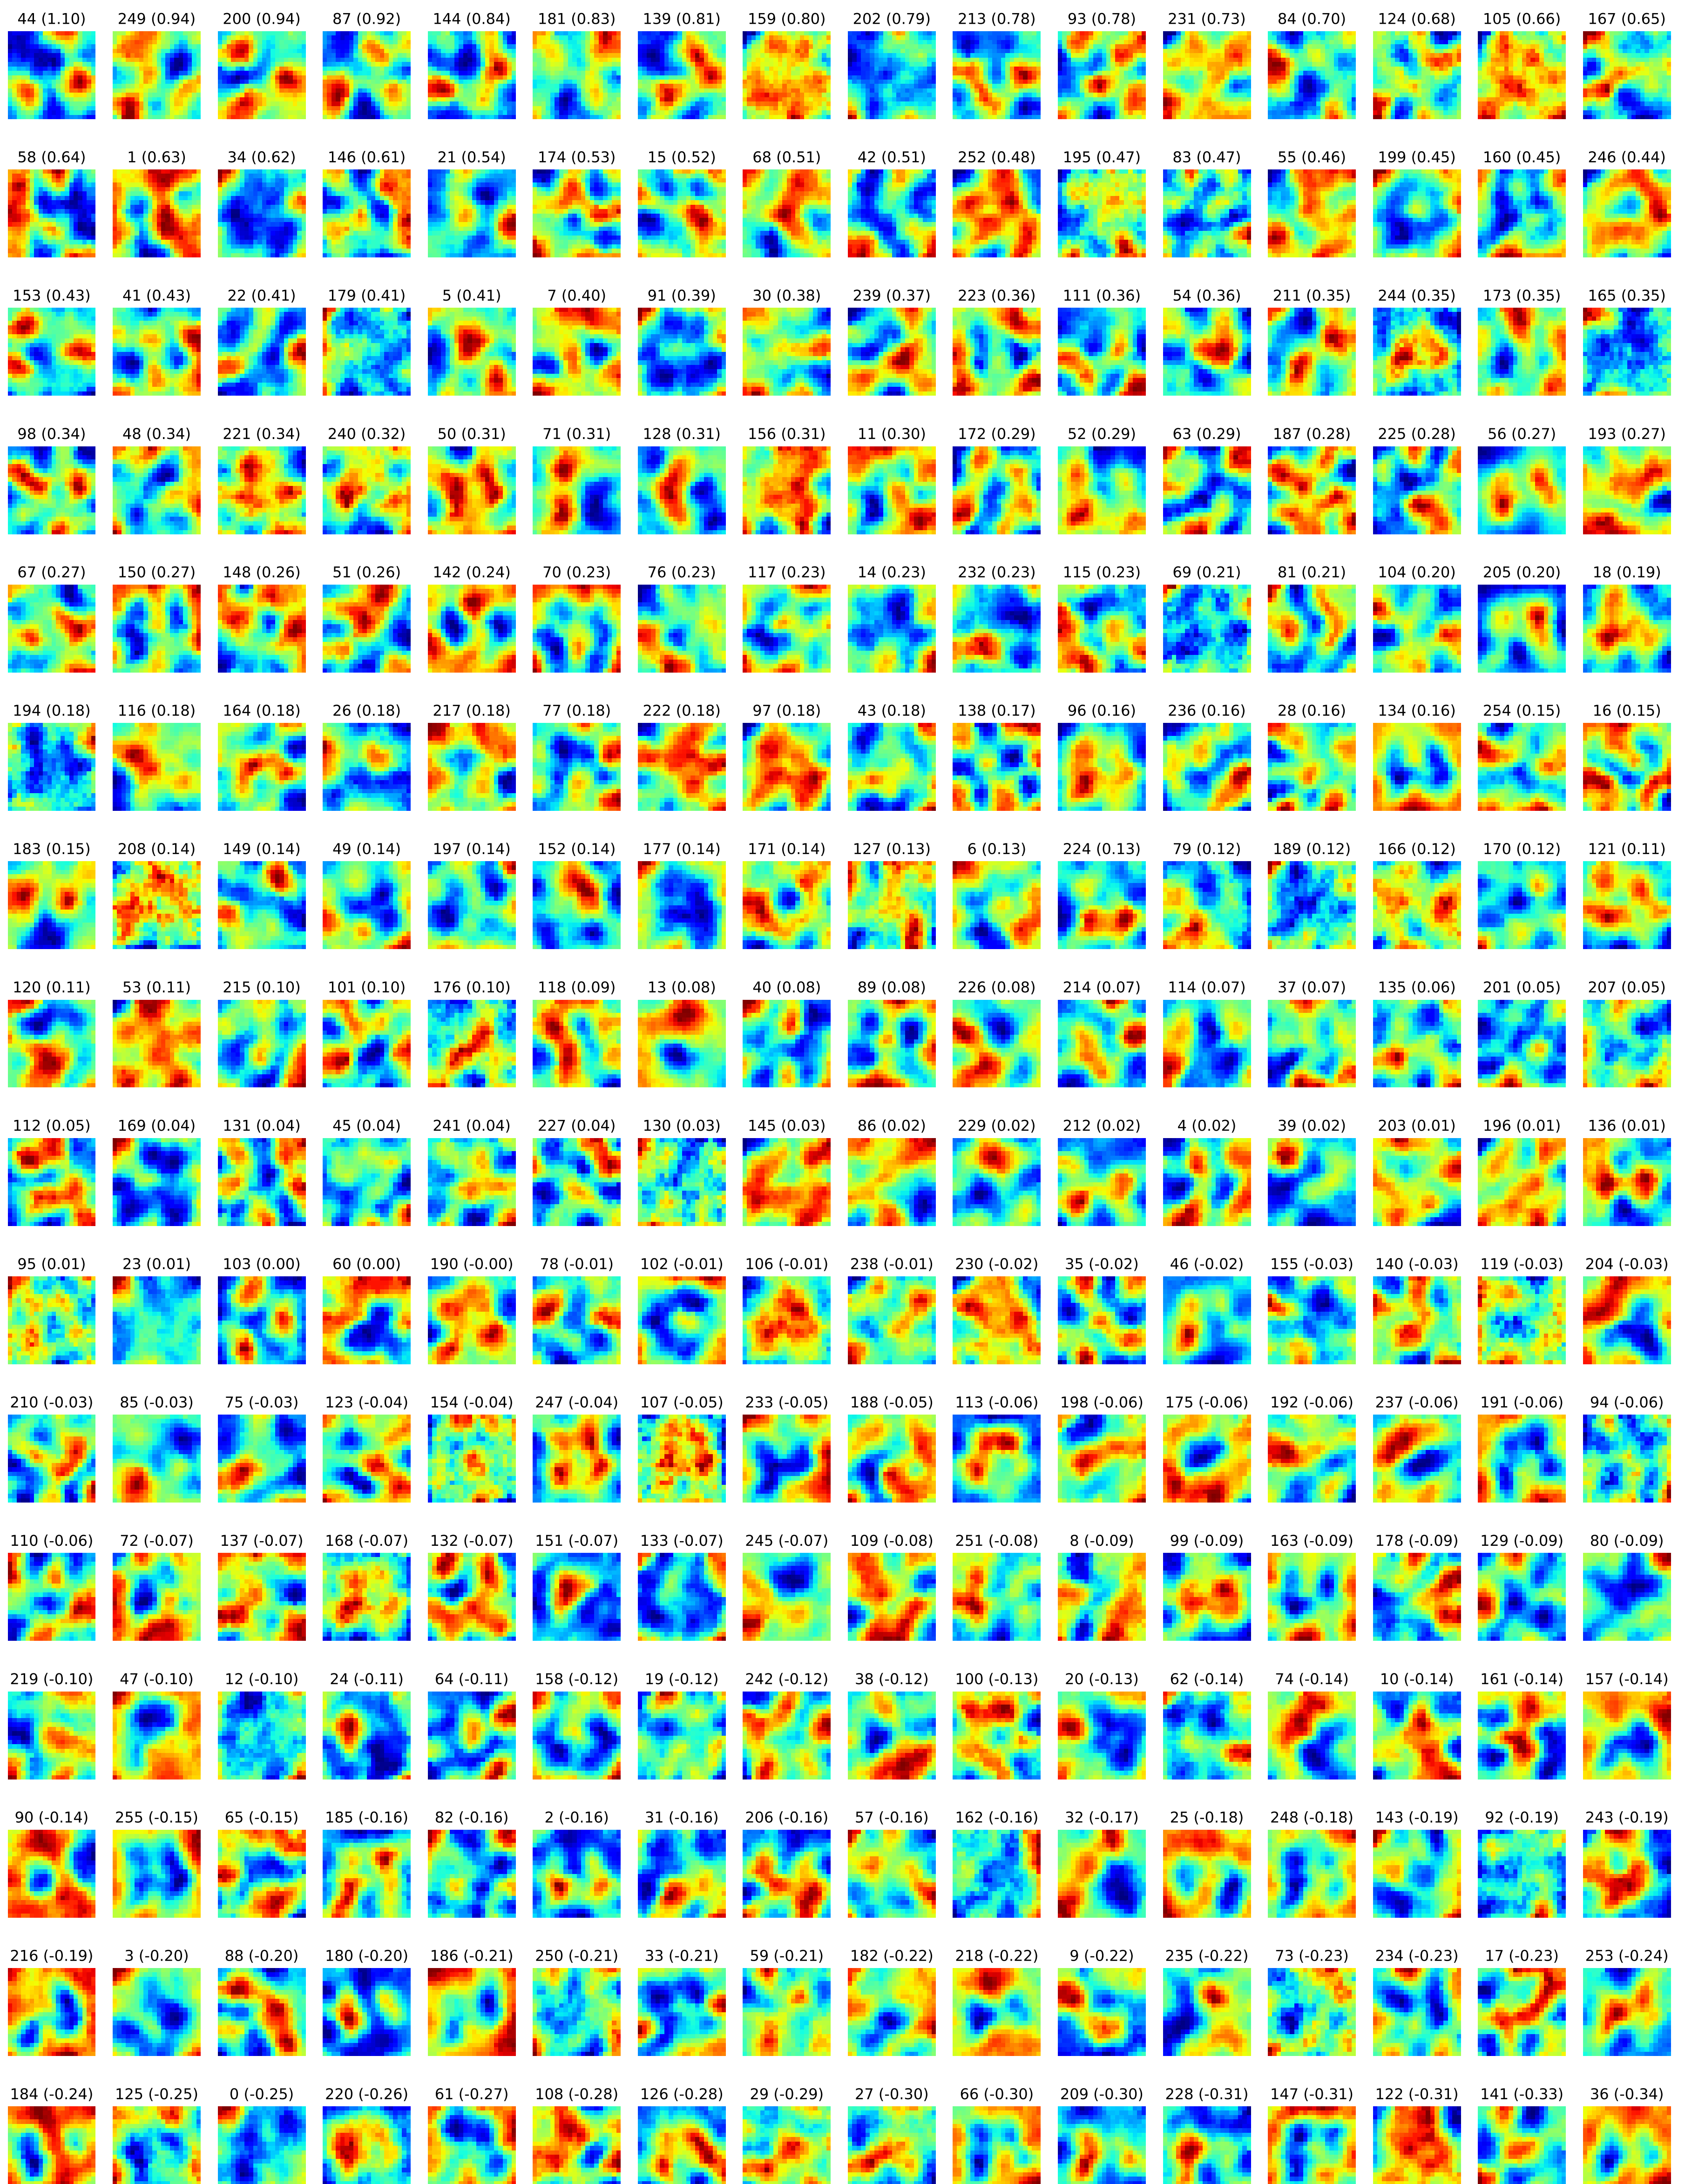 44 (1.10) 249 (0.94) 200 (0.94) 87 (0.92) 144 (0.84) 181 (0.83) 139 (0.81) 159 (0.80) 202 (0.79) 213 (0.78) 93 (0.78) 231 (0.73) 84 (0.70) 124 (0.68) 105 (0.66) 167 (0.65)
58 (0.64) 1 (0.63) 34 (0.62) 146 (0.61) 21 (0.54) 174 (0.53) 15 (0.52) 68 (0.51) 42 (0.51) 252 (0.48) 195 (0.47) 83 (0.47) 55 (0.46) 199 (0.45) 160 (0.45) 246 (0.44)
153 (0.43) 41 (0.43) 22 (0.41) 179 (0.41) 5 (0.41) 7 (0.40) 91 (0.39) 30 (0.38) 239 (0.37) 223 (0.36) 111 (0.36) 54 (0.36) 211 (0.35) 244 (0.35) 173 (0.35) 165 (0.35)
98 (0.34) 48 (0.34) 221 (0.34) 240 (0.32) 50 (0.31) 71 (0.31) 128 (0.31) 156 (0.31) 11 (0.30) 172 (0.29) 52 (0.29) 63 (0.29) 187 (0.28) 225 (0.28) 56 (0.27) 193 (0.27)
67 (0.27) 150 (0.27) 148 (0.26) 51 (0.26) 142 (0.24) 70 (0.23) 76 (0.23) 117 (0.23) 14 (0.23) 232 (0.23) 115 (0.23) 69 (0.21) 81 (0.21) 104 (0.20) 205 (0.20) 18 (0.19)
194 (0.18) 116 (0.18) 164 (0.18) 26 (0.18) 217 (0.18) 77 (0.18) 222 (0.18) 97 (0.18) 43 (0.18) 138 (0.17) 96 (0.16) 236 (0.16) 28 (0.16) 134 (0.16) 254 (0.15) 16 (0.15)
183 (0.15) 208 (0.14) 149 (0.14) 49 (0.14) 197 (0.14) 152 (0.14) 177 (0.14) 171 (0.14) 127 (0.13) 6 (0.13) 224 (0.13) 79 (0.12) 189 (0.12) 166 (0.12) 170 (0.12) 121 (0.11)
120 (0.11) 53 (0.11) 215 (0.10) 101 (0.10) 176 (0.10) 118 (0.09) 13 (0.08) 40 (0.08) 89 (0.08) 226 (0.08) 214 (0.07) 114 (0.07) 37 (0.07) 135 (0.06) 201 (0.05) 207 (0.05)
112 (0.05) 169 (0.04) 131 (0.04) 45 (0.04) 241 (0.04) 227 (0.04) 130 (0.03) 145 (0.03) 86 (0.02) 229 (0.02) 212 (0.02) 4 (0.02) 39 (0.02) 203 (0.01) 196 (0.01) 136 (0.01)
95 (0.01) 23 (0.01) 103 (0.00) 60 (0.00) 190 (-0.00) 78 (-0.01) 102 (-0.01) 106 (-0.01) 238 (-0.01) 230 (-0.02) 35 (-0.02) 46 (-0.02) 155 (-0.03) 140 (-0.03) 119 (-0.03) 204 (-0.03)
210 (-0.03) 85 (-0.03) 75 (-0.03) 123 (-0.04) 154 (-0.04) 247 (-0.04) 107 (-0.05) 233 (-0.05) 188 (-0.05) 113 (-0.06) 198 (-0.06) 175 (-0.06) 192 (-0.06) 237 (-0.06) 191 (-0.06) 94 (-0.06)
110 (-0.06) 72 (-0.07) 137 (-0.07) 168 (-0.07) 132 (-0.07) 151 (-0.07) 133 (-0.07) 245 (-0.07) 109 (-0.08) 251 (-0.08) 8 (-0.09) 99 (-0.09) 163 (-0.09) 178 (-0.09) 129 (-0.09) 80 (-0.09)
219 (-0.10) 47 (-0.10) 12 (-0.10) 24 (-0.11) 64 (-0.11) 158 (-0.12) 19 (-0.12) 242 (-0.12) 38 (-0.12) 100 (-0.13) 20 (-0.13) 62 (-0.14) 74 (-0.14) 10 (-0.14) 161 (-0.14) 157 (-0.14)
90 (-0.14) 255 (-0.15) 65 (-0.15) 185 (-0.16) 82 (-0.16) 2 (-0.16) 31 (-0.16) 206 (-0.16) 57 (-0.16) 162 (-0.16) 32 (-0.17) 25 (-0.18) 248 (-0.18) 143 (-0.19) 92 (-0.19) 243 (-0.19)
216 (-0.19) 3 (-0.20) 88 (-0.20) 180 (-0.20) 186 (-0.21) 250 (-0.21) 33 (-0.21) 59 (-0.21) 182 (-0.22) 218 (-0.22) 9 (-0.22) 235 (-0.22) 73 (-0.23) 234 (-0.23) 17 (-0.23) 253 (-0.24)
184 (-0.24) 125 (-0.25) 0 (-0.25) 220 (-0.26) 61 (-0.27) 108 (-0.28) 126 (-0.28) 29 (-0.29) 27 (-0.30) 66 (-0.30) 209 (-0.30) 228 (-0.31) 147 (-0.31) 122 (-0.31) 141 (-0.33) 36 (-0.34)